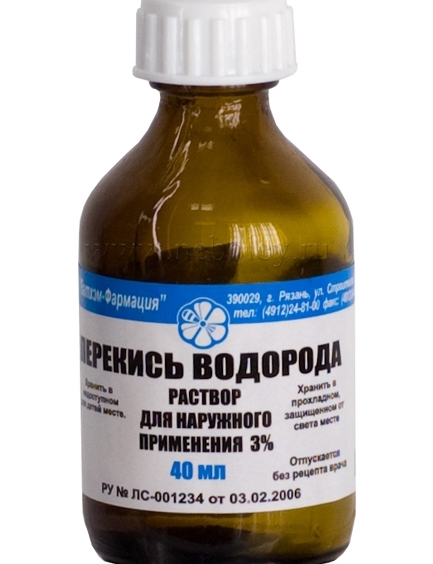 Фармация"
390029, г. Рязань, ул.
тел: (4912)24-81-00 факс:
ПЕРЕКИСЬ ВОДОРОДА
РАСТВОР
ДЛЯ НАРУЖНОГО
ПРИМЕНЕНИЯ 3%
40 мл
Хранить в
недоступном
для детей месте.
Хранить в
прохладном,
защищенном от
света месте
Отпускается
без рецепта врача
РУ № ЛС-001234 от 03.02.2006